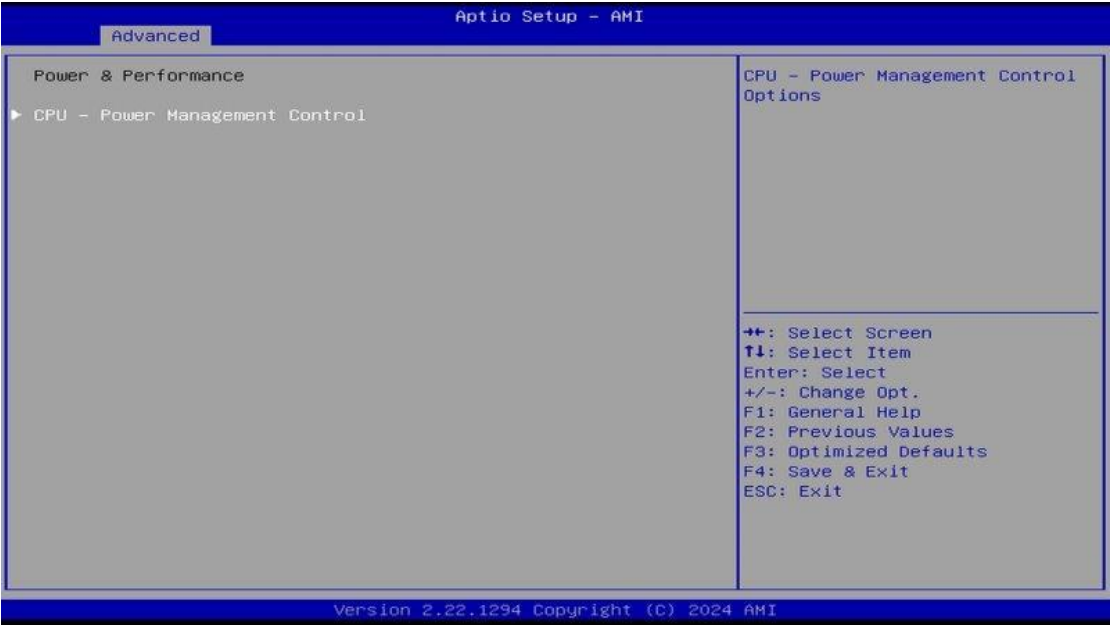 Aptio Setup – AMI
Advanced
Power & Performance
▶ CPU – Power Management Control
CPU – Power Management Control
Options
→←: Select Screen
↑↓: Select Item
Enter: Select
+/-: Change Opt.
F1: General Help
F2: Previous Values
F3: Optimized Defaults
F4: Save & Exit
ESC: Exit
Version 2.22.1294 Copyright (C) 2024 AMI